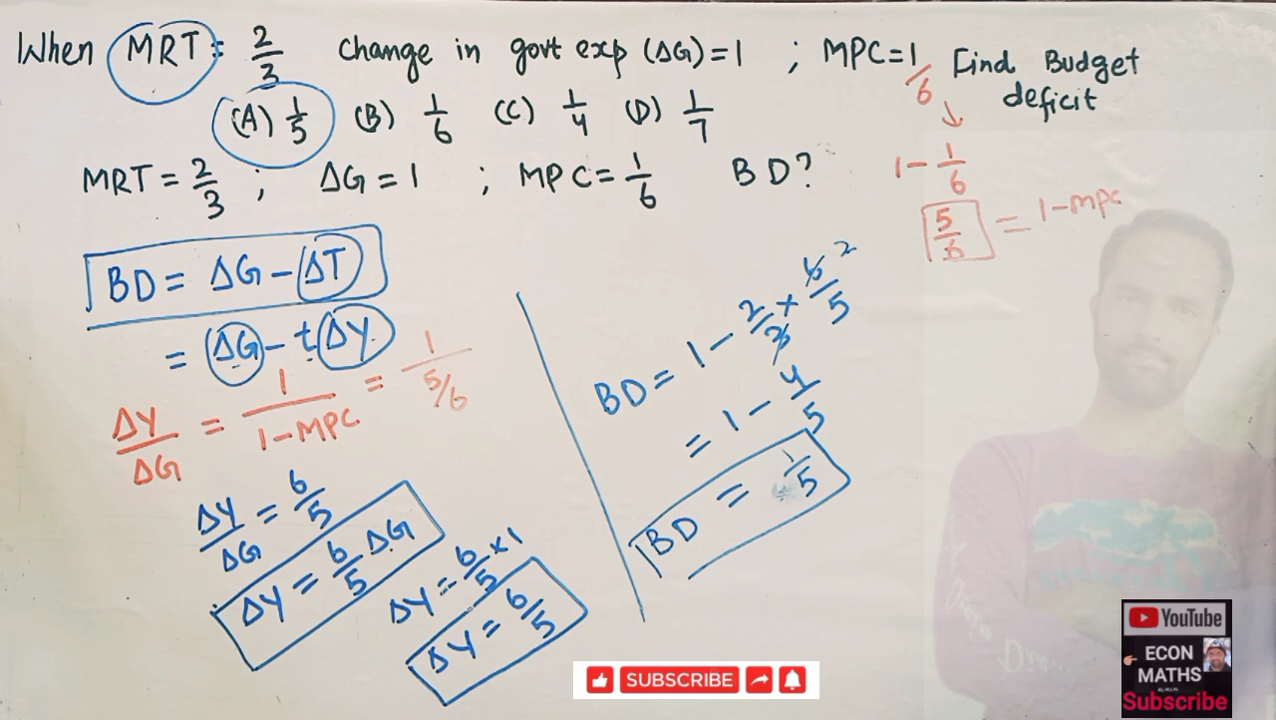 When MRT = 2/3 change in govt exp (ΔG) = 1 ; MPC = 1/6 Find Budget deficit
(A) 1/5 (B) 1/6 (C) 1/4 (D) 1/7
MRT = 2/3 ; ΔG = 1 ; MPC = 1/6 BD?
1 - 1/6
5/6 = 1 - MPC
BD = ΔG - ΔT
= ΔG - tΔY
ΔY/ΔG = 1/(1-MPC) = 1/(5/6)
ΔY/ΔG = 6/5
ΔY = 6/5 ΔG
ΔY = 6/5 × 1
ΔY = 6/5
BD = 1 - 2/3 × 6/5 2
= 1 - 4/5
BD = 1/5
SUBSCRIBE
YouTube
ECON
MATHS
Subscribe